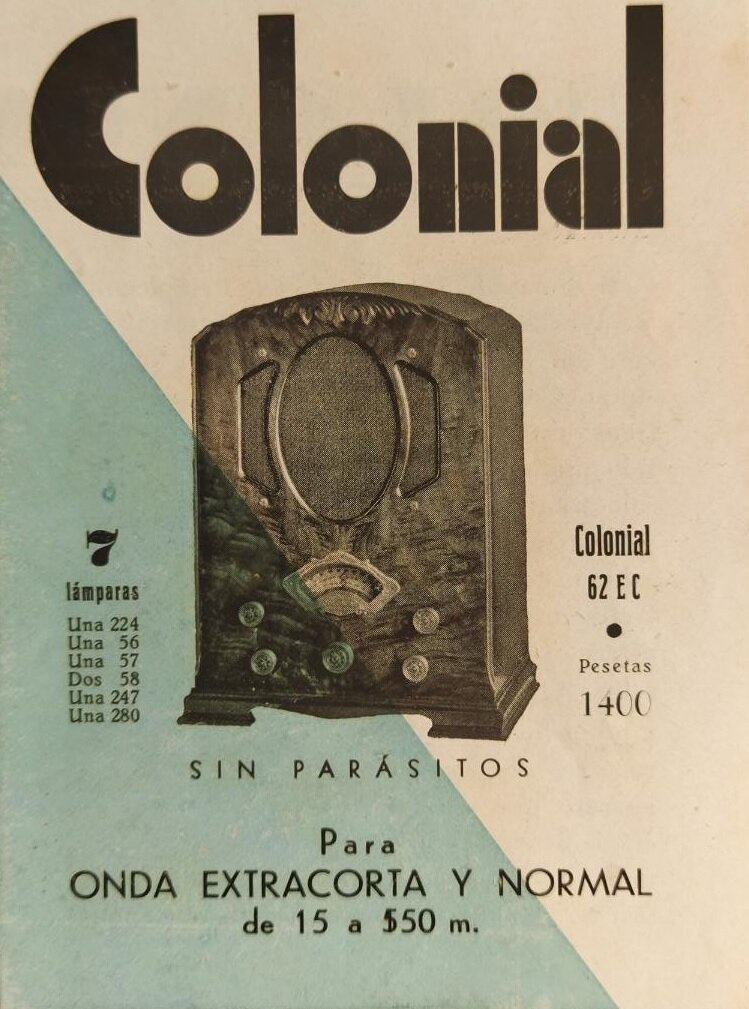 Colonial
7
lámparas
Una 224
Una 56
Una 57
Dos 58
Una 247
Una 280
Colonial
62 EC
Pesetas
1400
SIN PARÁSITOS
Para
ONDA EXTRACORTA Y NORMAL
de 15 a 550 m.